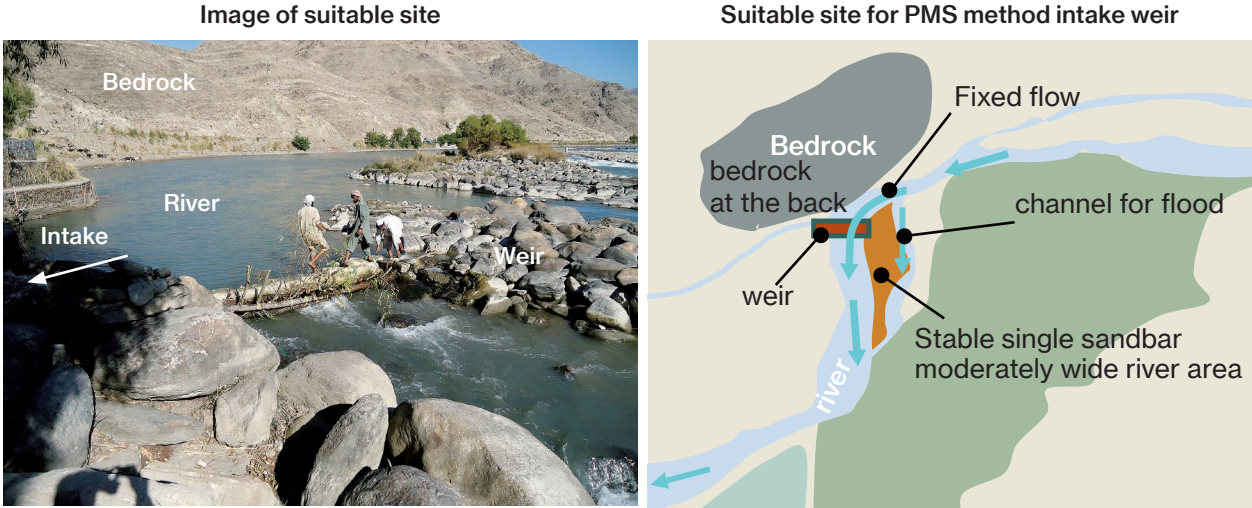 Image of suitable site
Bedrock
River
Intake
Weir
Suitable site for PMS method intake weir
Fixed flow
Bedrock
bedrock
at the back
channel for flood
weir
Stable single sandbar
moderately wide river area
river